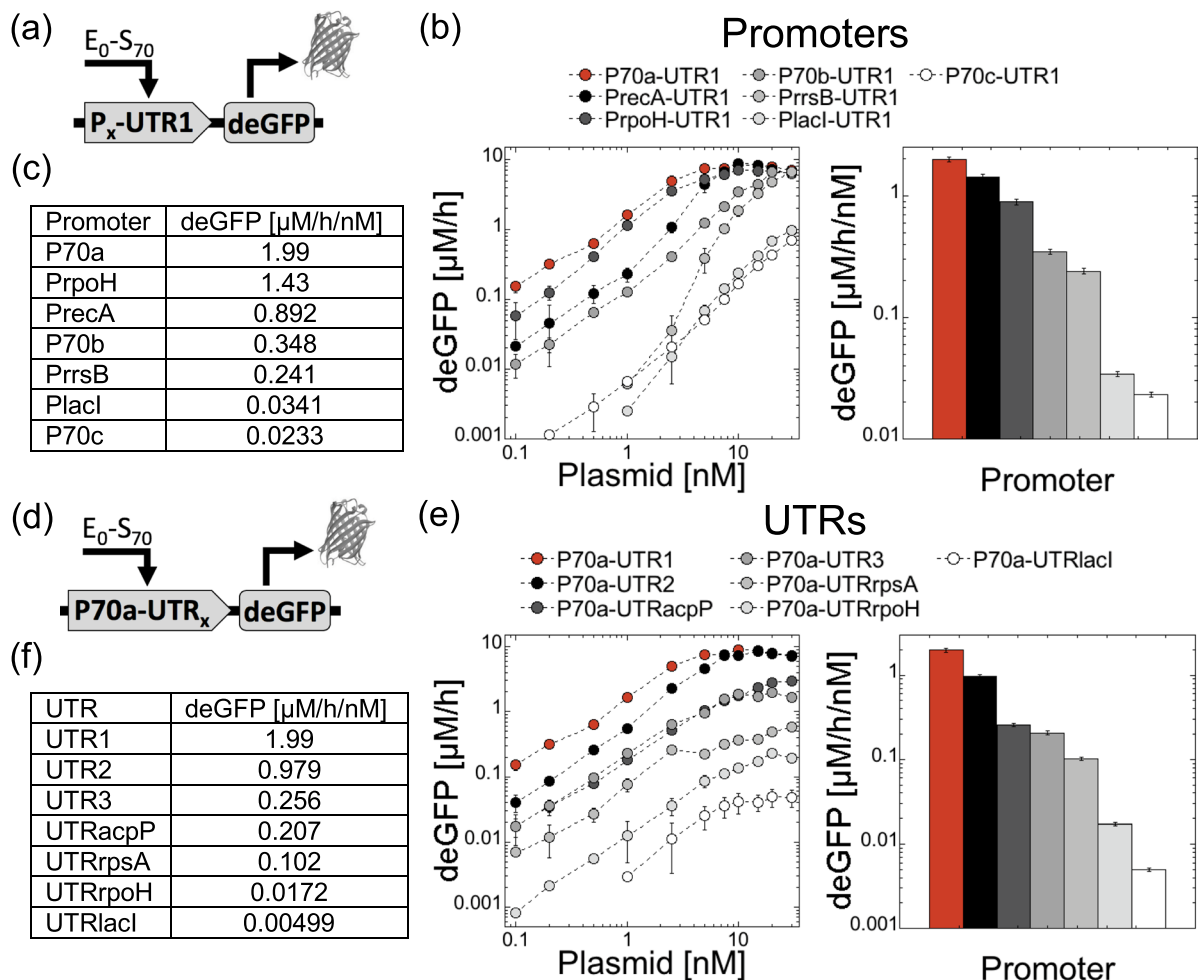 (a)
E0-S70
Px-UTR1
deGFP
(b)
Promoters
P70a-UTR1
P70b-UTR1
P70c-UTR1
PrecA-UTR1
PrrsB-UTR1
PrpoH-UTR1
PlacI-UTR1
deGFP [µM/h]
10
1
0.1
0.01
0.001
0.1
1
10
Plasmid [nM]
deGFP [µM/h/nM]
1
0.1
0.01
Promoter
(c)
Promoter deGFP [µM/h/nM]
P70a 1.99
PrpoH 1.43
PrecA 0.892
P70b 0.348
PrrsB 0.241
PlacI 0.0341
P70c 0.0233
(d)
E0-S70
P70a-UTRx
deGFP
(e)
UTRs
P70a-UTR1
P70a-UTR3
P70a-UTRlacI
P70a-UTR2
P70a-UTRrpsA
P70a-UTRacpP
P70a-UTRrpoH
deGFP [µM/h]
10
1
0.1
0.01
0.001
0.1
1
10
Plasmid [nM]
deGFP [µM/h/nM]
1
0.1
0.01
0.001
Promoter
(f)
UTR deGFP [µM/h/nM]
UTR1 1.99
UTR2 0.979
UTR3 0.256
UTRacpP 0.207
UTRrpsA 0.102
UTRrpoH 0.0172
UTRlacI 0.00499